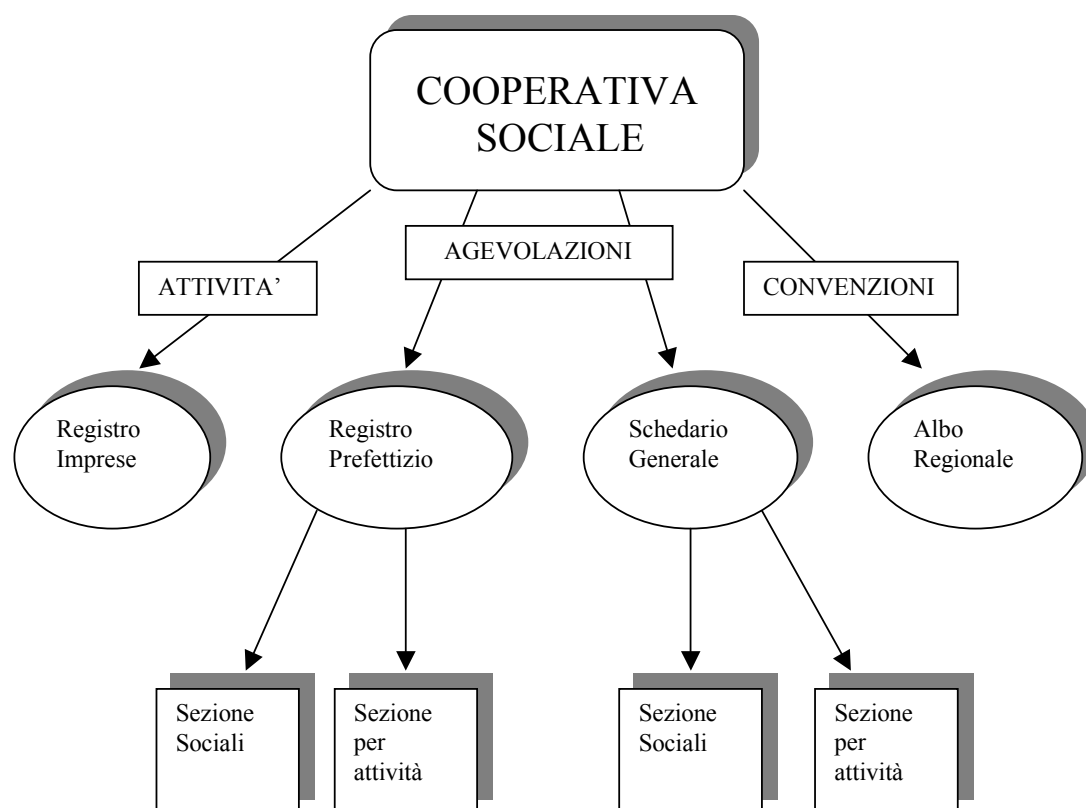 COOPERATIVA
SOCIALE
AGEVOLAZIONI
ATTIVITA’
CONVENZIONI
Registro
Imprese
Registro
Prefettizio
Schedario
Generale
Albo
Regionale
Sezione
Sociali
Sezione
per
attività
Sezione
Sociali
Sezione
per
attività